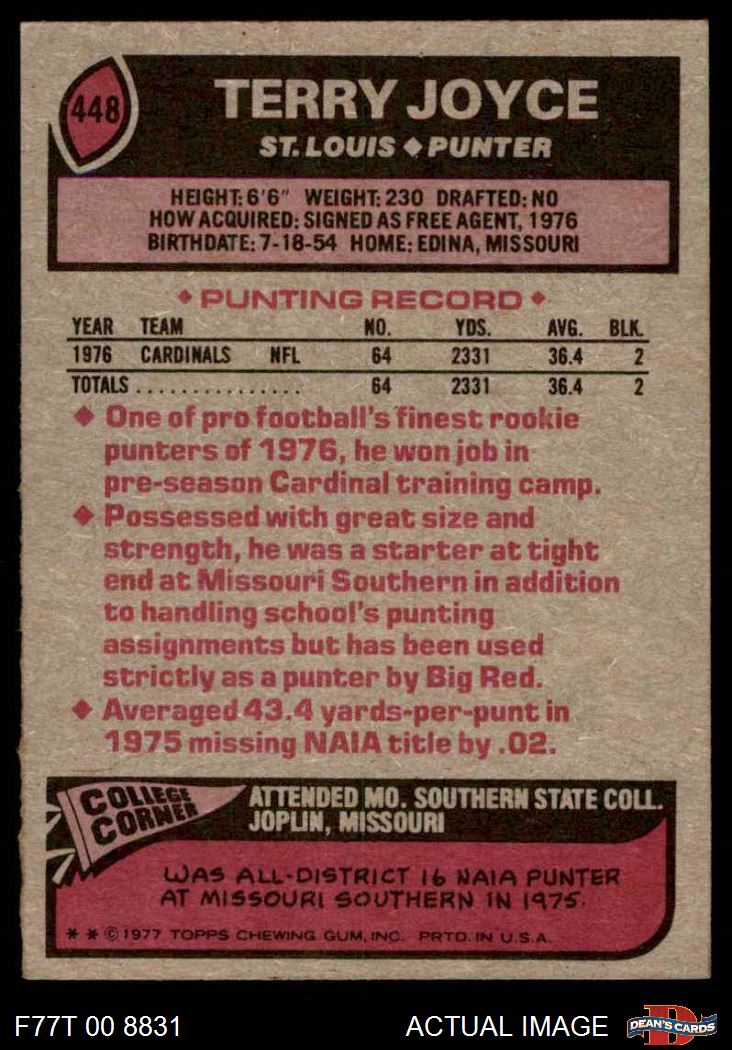 448
TERRY JOYCE
ST. LOUIS ♦ PUNTER
HEIGHT: 6'6" WEIGHT: 230 DRAFTED: NO
HOW ACQUIRED: SIGNED AS FREE AGENT, 1976
BIRTHDATE: 7-18-54 HOME: EDINA, MISSOURI
♦ PUNTING RECORD ♦
YEAR TEAM NO. YDS. AVG. BLK.
1976 CARDINALS NFL 64 2331 36.4 2
TOTALS............... 64 2331 36.4 2
♦ One of pro football's finest rookie
punters of 1976, he won job in
pre-season Cardinal training camp.
♦ Possessed with great size and
strength, he was a starter at tight
end at Missouri Southern in addition
to handling school's punting
assignments but has been used
strictly as a punter by Big Red.
♦ Averaged 43.4 yards-per-punt in
1975 missing NAIA title by .02.
COLLEGE
CORNER
ATTENDED MO. SOUTHERN STATE COLL.
JOPLIN, MISSOURI
WAS ALL-DISTRICT 16 NAIA PUNTER
AT MISSOURI SOUTHERN IN 1975.
* * © 1977 TOPPS CHEWING GUM, INC. PRTD. IN U.S.A.
F77T 00 8831 ACTUAL IMAGE
D
DEAN'S CARDS